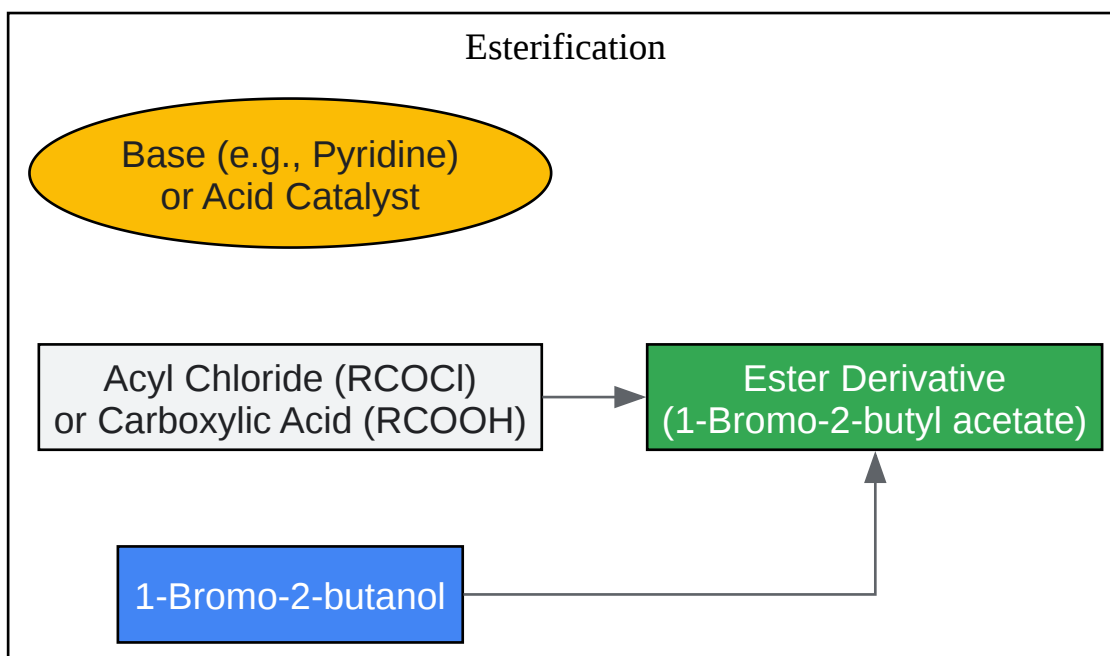 Esterification
Base (e.g., Pyridine)
or Acid Catalyst
Acyl Chloride (RCOCl)
or Carboxylic Acid (RCOOH)
Ester Derivative
(1-Bromo-2-butyl acetate)
1-Bromo-2-butanol